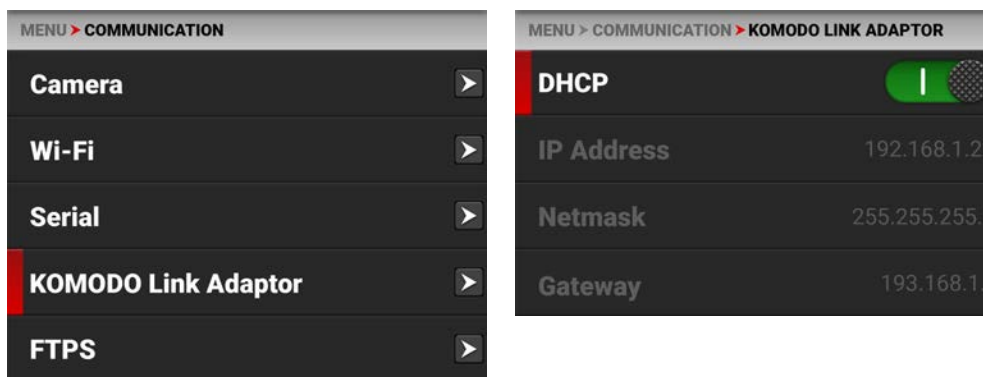 MENU > COMMUNICATION
Camera
Wi-Fi
Serial
KOMODO Link Adaptor
FTPS
MENU > COMMUNICATION > KOMODO LINK ADAPTOR
DHCP
IP Address 192.168.1.2
Netmask 255.255.255.
Gateway 193.168.1.